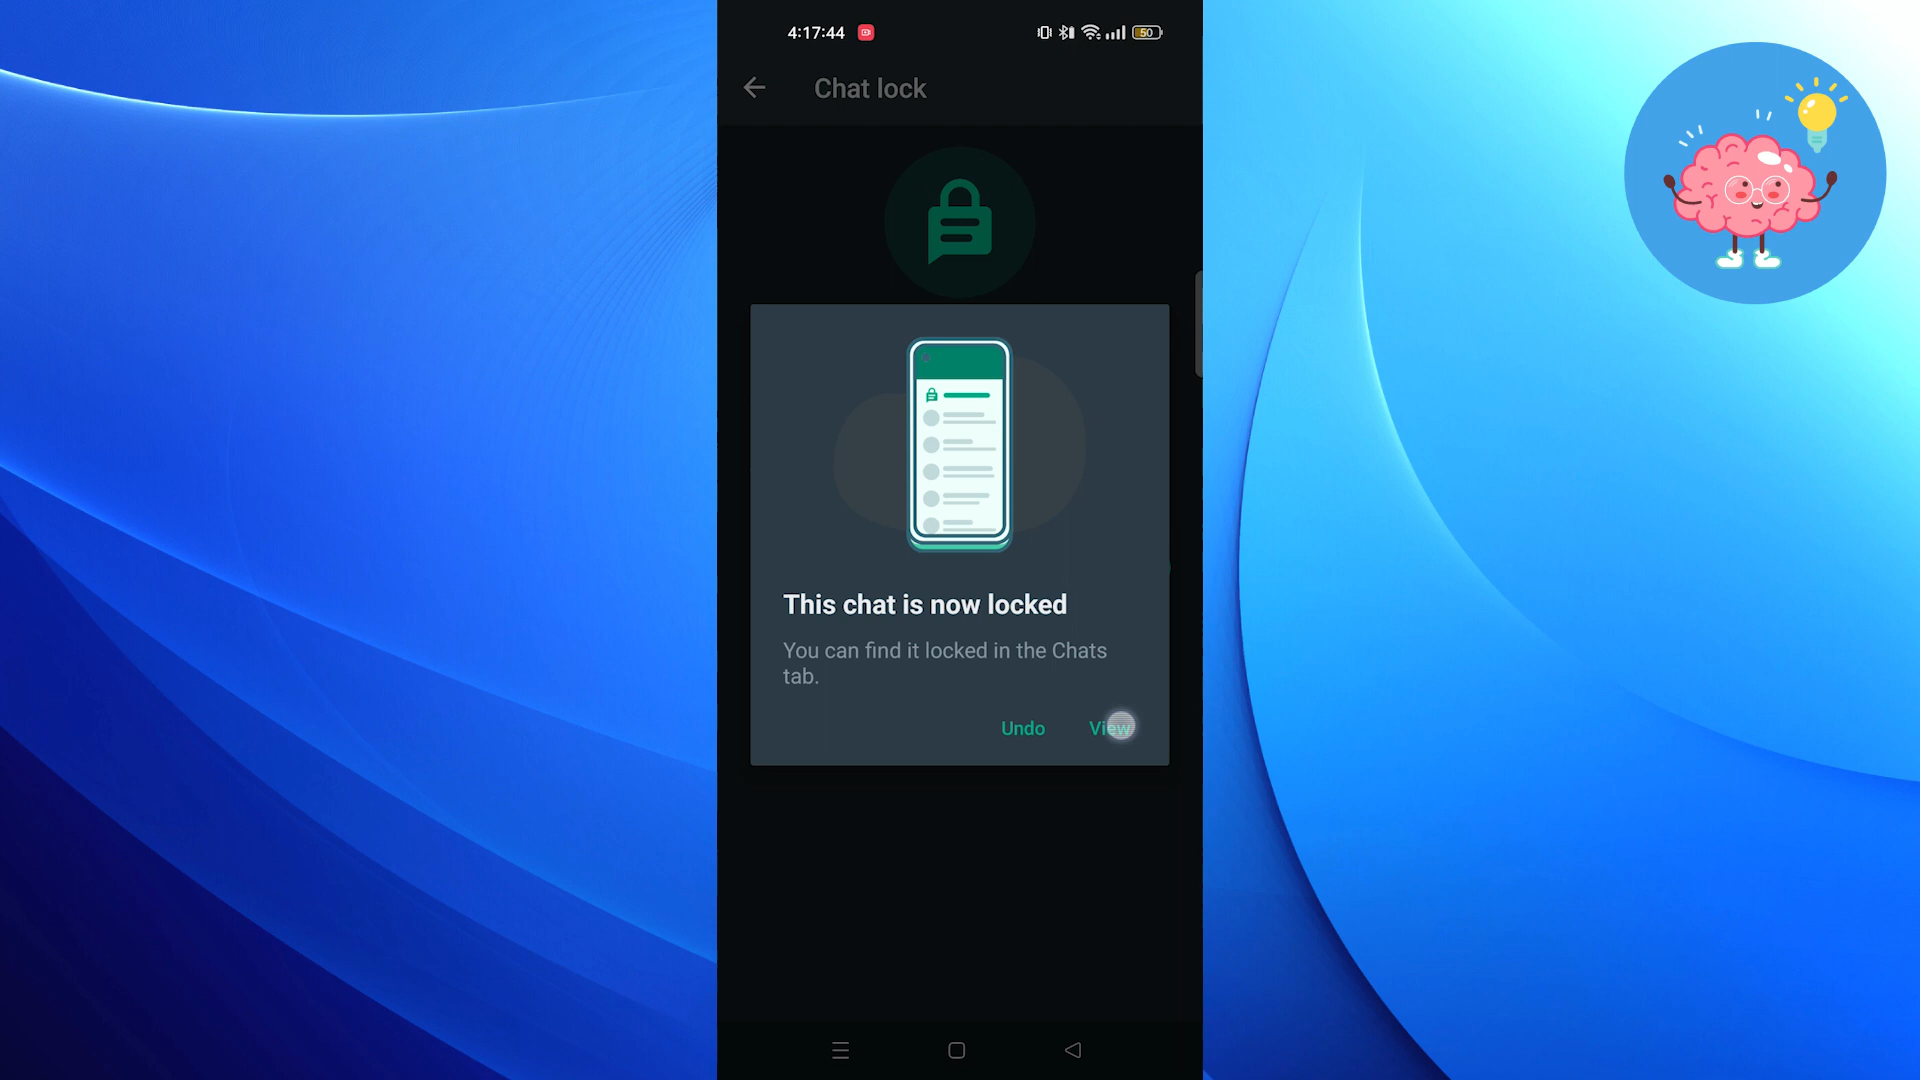 4:17:44
50
Chat lock
This chat is now locked
You can find it locked in the Chats
tab.
Undo View